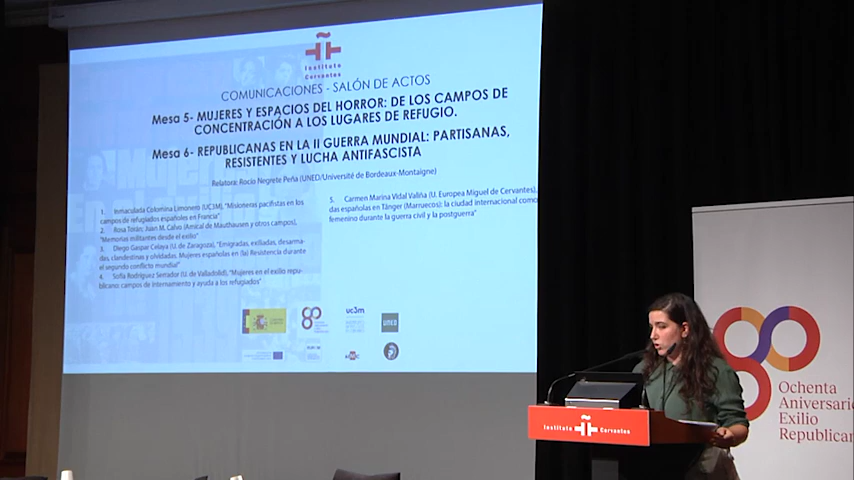 Instituto
Cervantes
COMUNICACIONES - SALÓN DE ACTOS
Mesa 5- MUJERES Y ESPACIOS DEL HORROR: DE LOS CAMPOS DE
CONCENTRACIÓN A LOS LUGARES DE REFUGIO.
Mesa 6- REPUBLICANAS EN LA II GUERRA MUNDIAL: PARTISANAS,
RESISTENTES Y LUCHA ANTIFASCISTA
Relatora: Rocío Negrete Peña (UNED/Université de Bordeaux-Montaigne)
1. Inmaculada Colomina Limonero (UC3M), "Misioneras pacifistas en los
campos de refugiados españoles en Francia"
2. Rosa Torán; Juan M. Calvo (Amical de Mauthausen y otros campos),
"Memorias militantes desde el exilio"
3. Diego Gaspar Celaya (U. de Zaragoza), "Emigradas, exiliadas, desarma-
das, clandestinas y olvidadas. Mujeres españolas en (la) Resistencia durante
el segundo conflicto mundial"
4. Sofía Rodríguez Serrador (U. de Valladolid), "Mujeres en el exilio repu-
blicano: campos de internamiento y ayuda a los refugiados"
5. Carmen Marina Vidal Valiña (U. Europea Miguel de Cervantes),
das españolas en Tánger (Marruecos): la ciudad internacional como
femenino durante la guerra civil y la postguerra"
uc3m
UNED
Instituto Cervantes
80
Ochenta
Aniversario
Exilio
Republican